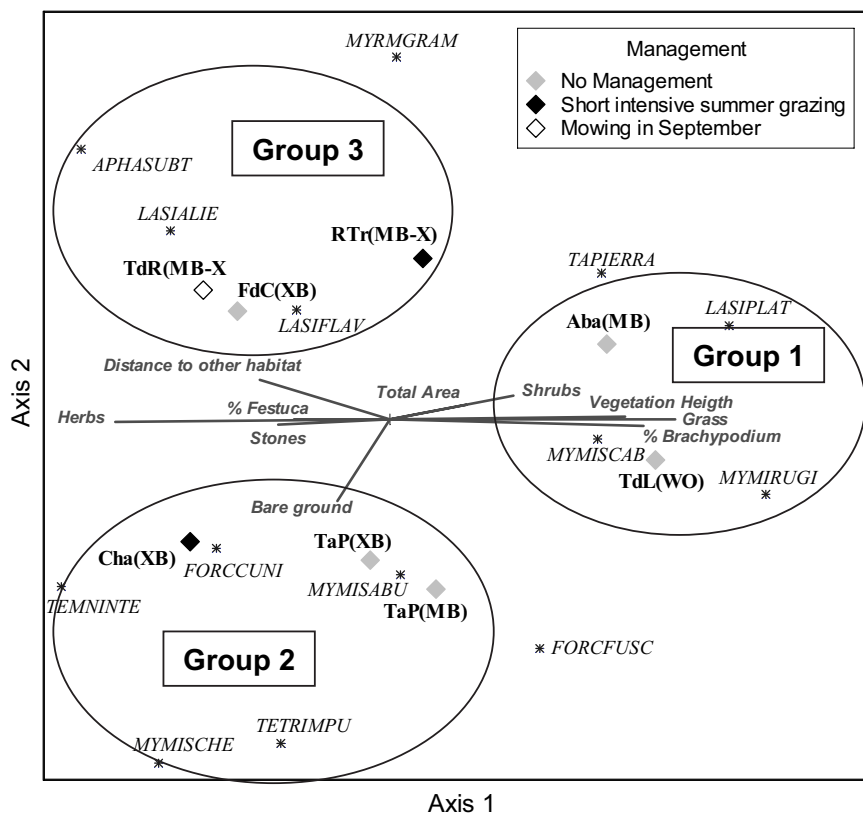 MYRMGRAM
Management
No Management
Short intensive summer grazing
Mowing in September
Group 3
APHASUBT
LASIALIE
RTr(MB-X)
TdR(MB-X
FdC(XB)
LASIFLAV
TAPIERRA
LASIPLAT
Aba(MB)
Group 1
Distance to other habitat
Total Area
Shrubs
Vegetation Heigth
Herbs
% Festuca
Grass
Stones
% Brachypodium
MYMISCAB
TdL(WO)
MYMIRUGI
Bare ground
Cha(XB)
TaP(XB)
FORCCUNI
MYMISABU
TEMNINTE
TaP(MB)
Group 2
FORCFUSC
TETRIMPU
MYMISCHE
Axis 2
Axis 1